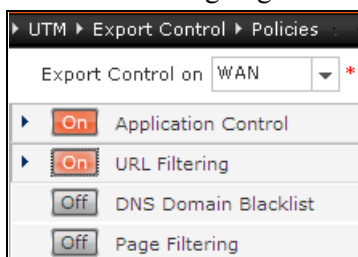 UTM Export Control Policies
Export Control on WAN *
On Application Control
On URL Filtering
Off DNS Domain Blacklist
Off Page Filtering